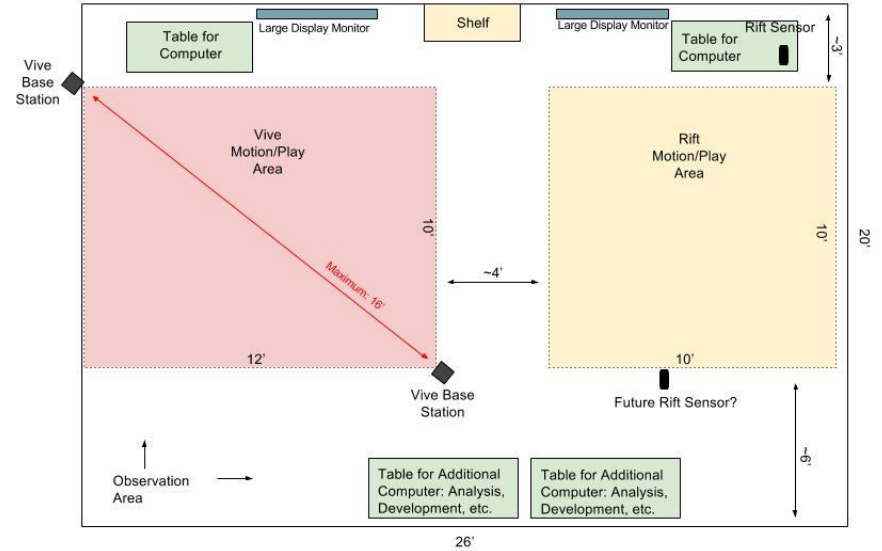 Large Display Monitor
Shelf
Large Display Monitor
Rift Sensor
Table for
Computer
Table for
Computer
~3’
Vive
Base
Station
Vive
Motion/Play
Area
Rift
Motion/Play
Area
10’
10’
20’
~4’
Maximum: 16’
12’
10’
Vive Base
Station
Future Rift Sensor?
~6’
Observation
Area
Table for Additional
Computer: Analysis,
Development, etc.
Table for Additional
Computer: Analysis,
Development, etc.
26’